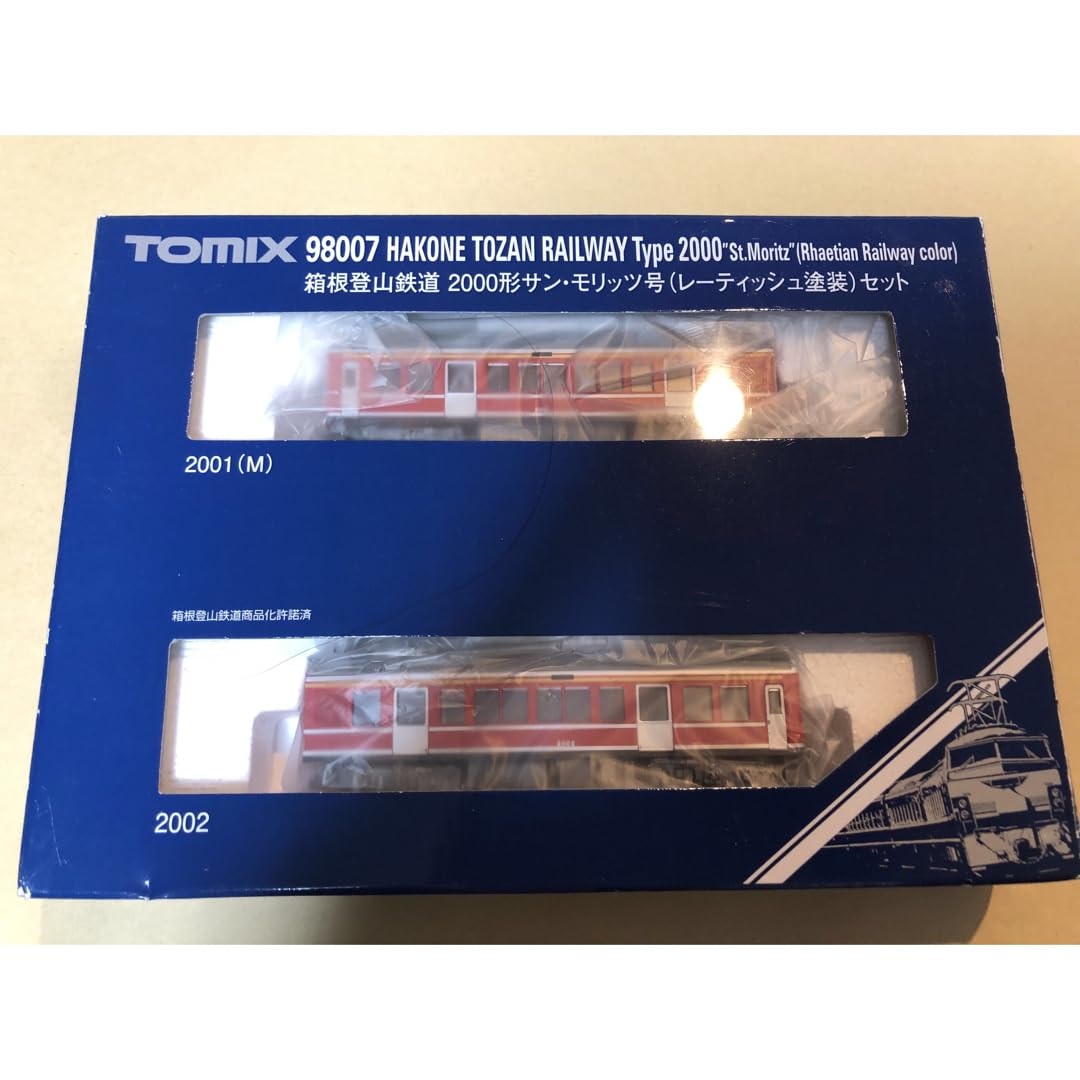 TOMIX 98007 HAKONE TOZAN RAILWAY Type 2000 "St.Moritz" (Rhaetian Railway color)
箱根登山鉄道 2000形サン・モリッツ号(レーティッシュ塗装)セット
2001(M)
箱根登山鉄道商品化許諾済
2002